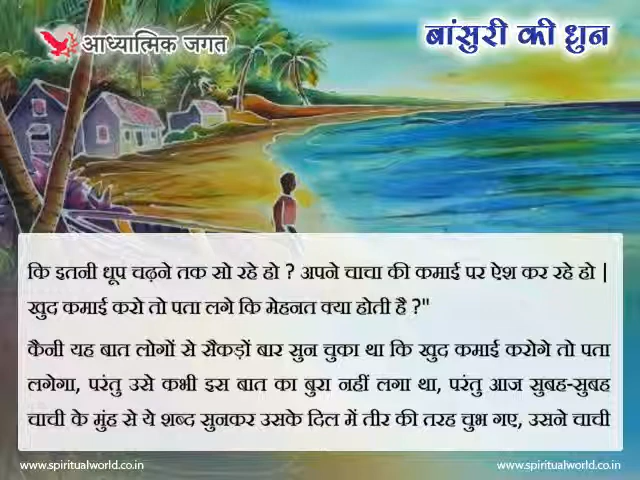 आध्यात्मिक जगत
बांसुरी की धुन
कि इतनी धूप चढ़ने तक सो रहे हो ? अपने चाचा की कमाई पर ऐश कर रहे हो |
खुद कमाई करो तो पता लगे कि मेहनत क्या होती है ?"
कैनी यह बात लोगों से सैकड़ों बार सुन चुका था कि खुद कमाई करोगे तो पता
लगेगा, परंतु उसे कभी इस बात का बुरा नहीं लगा था, परंतु आज सुबह-सुबह
चाची के मुंह से ये शब्द सुनकर उसके दिल में तीर की तरह चुभ गए, उसने चाची
www.spiritualworld.co.in
www.spiritualworld.co.in